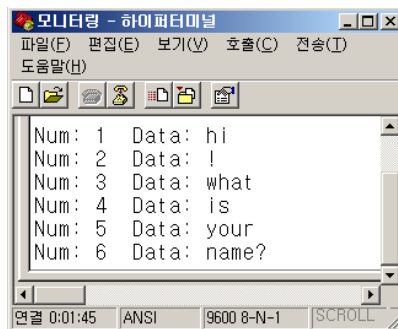 모니터링 - 하이퍼터미널
파일(F) 편집(E) 보기(V) 호출(C) 전송(T)
도움말(H)
Num: 1 Data: hi
Num: 2 Data: !
Num: 3 Data: what
Num: 4 Data: is
Num: 5 Data: your
Num: 6 Data: name?
연결 0:01:45 ANSI 9600 8-N-1 SCROLL